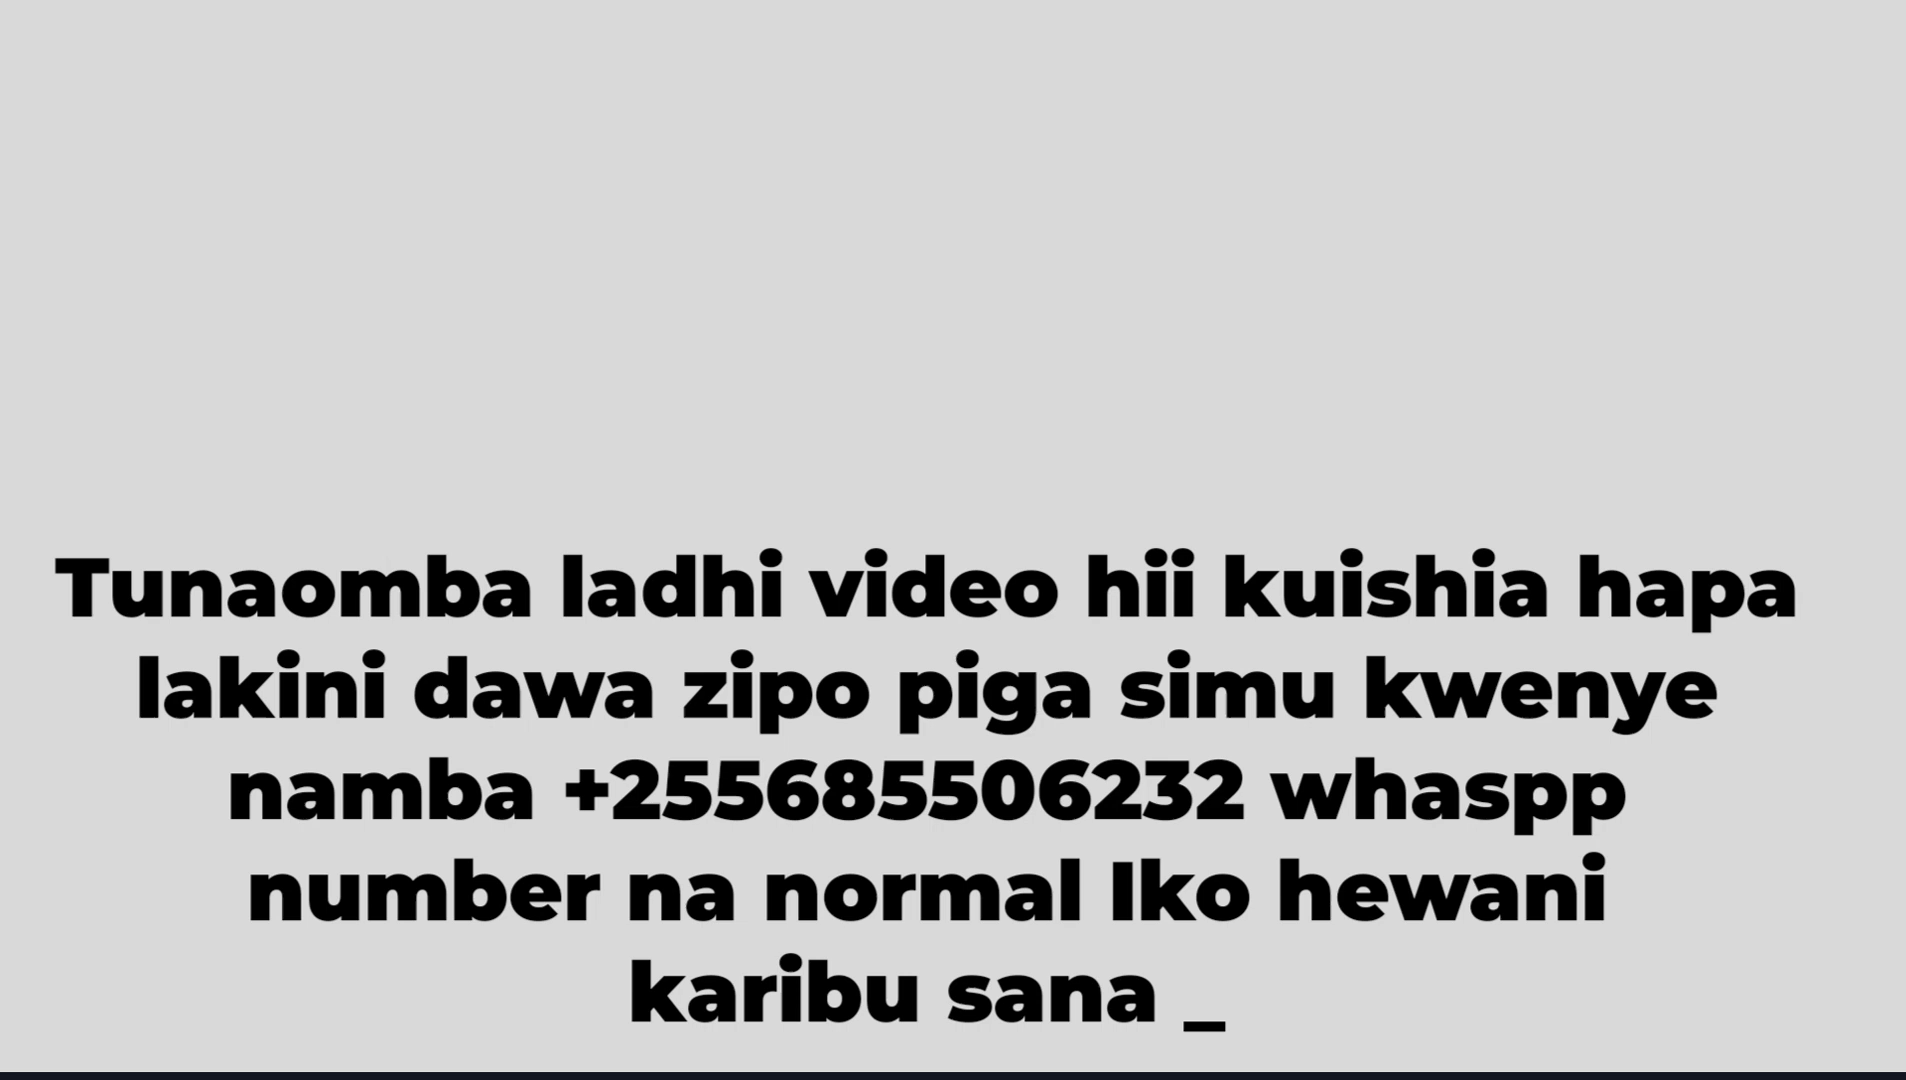 Tunaomba ladhi video hii kuishia hapa
lakini dawa zipo piga simu kwenye
namba +255685506232 whaspp
number na normal Iko hewani
karibu sana _